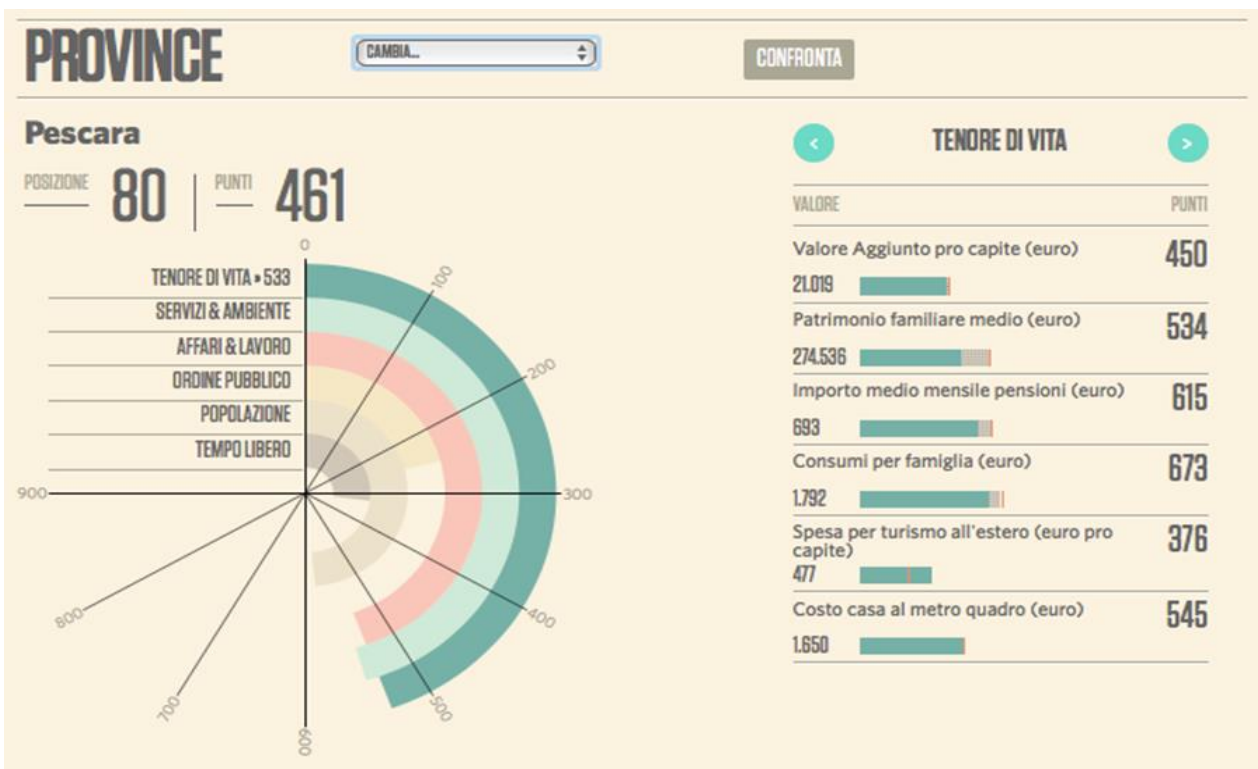 PROVINCE
CAMBIA...
CONFRONTA
Pescara
POSIZIONE 80
PUNTI 461
TENORE DI VITA » 533
SERVIZI & AMBIENTE
AFFARI & LAVORO
ORDINE PUBBLICO
POPOLAZIONE
TEMPO LIBERO
0
100
200
300
400
500
600
700
800
900
< TENORE DI VITA >
VALORE PUNTI
Valore Aggiunto pro capite (euro) 450
21.019
Patrimonio familiare medio (euro) 534
274.536
Importo medio mensile pensioni (euro) 615
693
Consumi per famiglia (euro) 673
1.792
Spesa per turismo all'estero (euro pro 376
capite)
477
Costo casa al metro quadro (euro) 545
1.650